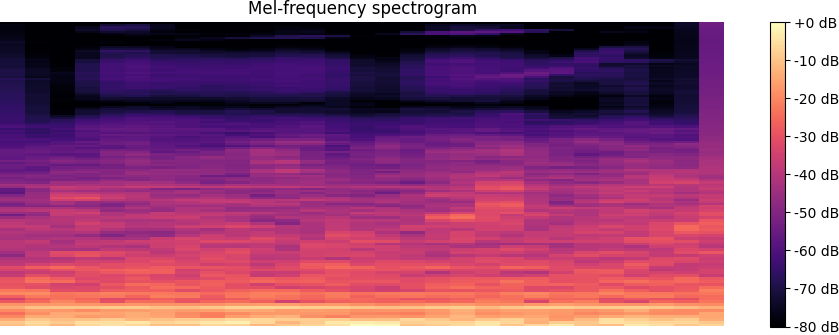 Mel-frequency spectrogram
+0 dB
-10 dB
-20 dB
-30 dB
-40 dB
-50 dB
-60 dB
-70 dB
-80 dB